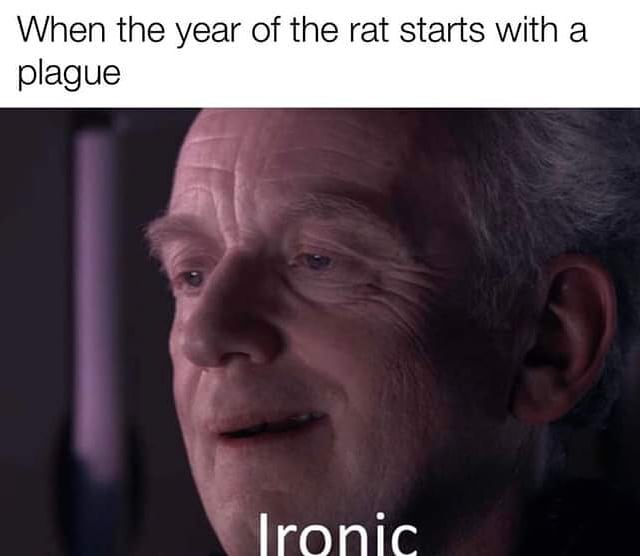 When the year of the rat starts with a
plague
Ironic